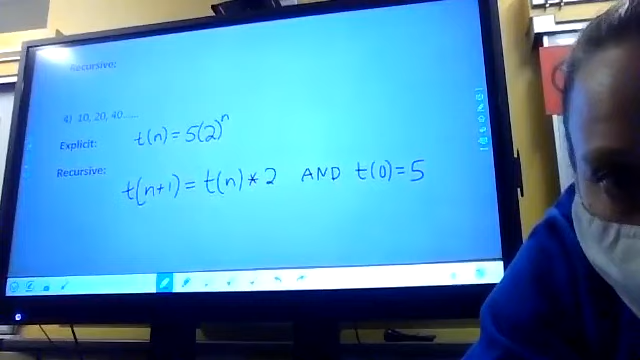 Recursive:
4) 10, 20, 40.....
Explicit: t(n) = 5(2)^n
Recursive: t(n+1) = t(n) * 2 AND t(0) = 5